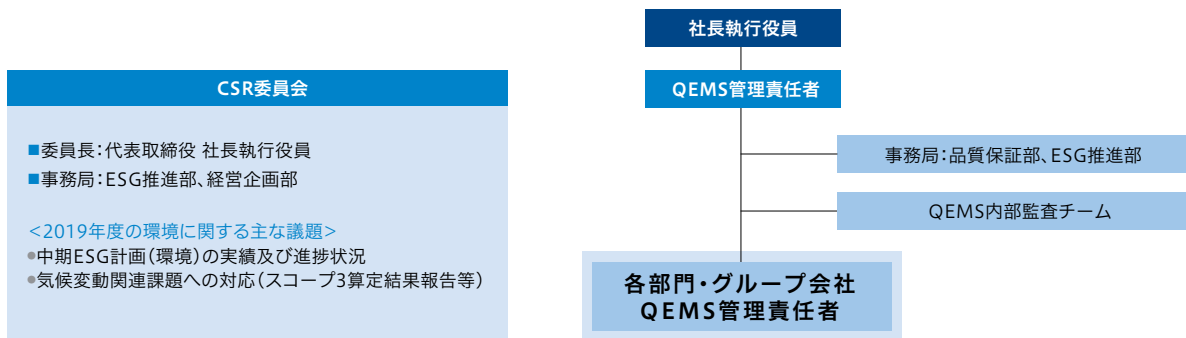 CSR委員会
■委員長：代表取締役 社長執行役員
■事務局：ESG推進部、経営企画部
<2019年度の環境に関する主な議題>
●中期ESG計画（環境）の実績及び進捗状況
●気候変動関連課題への対応（スコープ3算定結果報告等）
社長執行役員
QEMS管理責任者
事務局：品質保証部、ESG推進部
QEMS内部監査チーム
各部門・グループ会社
QEMS管理責任者